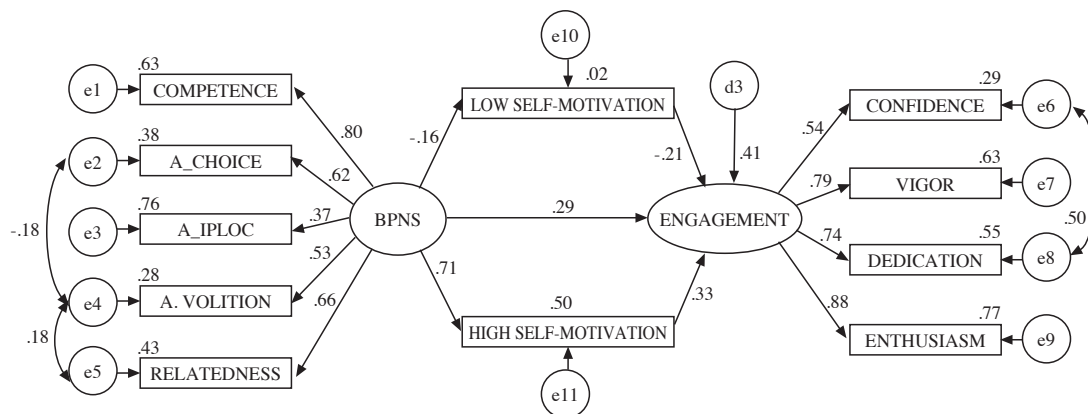 e10
.63
.02
.29
e1
COMPETENCE
LOW SELF-MOTIVATION
d3
CONFIDENCE
e6
.80
-.16
.54
.38
-.21
.41
.63
e2
A_CHOICE
.62
.79
VIGOR
e7
.76
BPNS
.29
ENGAGEMENT
.50
-.18
e3
A_IPLOC
.37
.74
.55
.53
.71
DEDICATION
e8
.28
e4
A. VOLITION
.66
.50
.33
.88
.18
.43
HIGH SELF-MOTIVATION
.77
ENTHUSIASM
e9
e5
RELATEDNESS
e11